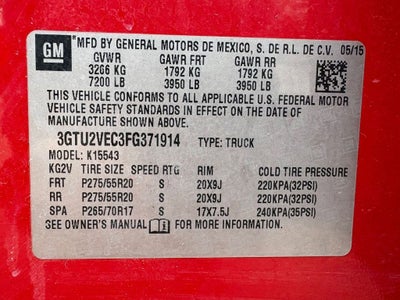 GM MFD BY GENERAL MOTORS DE MEXICO, S. DE R.L. DE C.V. 05/15
GVWR GAWR FRT GAWR RR
3266 KG 1792 KG 1792 KG
7200 LB 3950 LB 3950 LB
THIS VEHICLE CONFORMS TO ALL APPLICABLE U.S. FEDERAL MOTOR
VEHICLE SAFETY STANDARDS IN EFFECT ON THE DATE OF
MANUFACTURE SHOWN ABOVE.
3GTU2VEC3FG371914 TYPE: TRUCK
MODEL: K15543
KG2V TIRE SIZE SPEED RTG RIM COLD TIRE PRESSURE
FRT P275/55R20 S 20X9J 220KPA(32PSI)
RR P275/55R20 S 20X9J 220KPA(32PSI)
SPA P265/70R17 S 17X7.5J 240KPA(35PSI)
SEE OWNER'S MANUAL FOR ADDITIONAL INFORMATION.